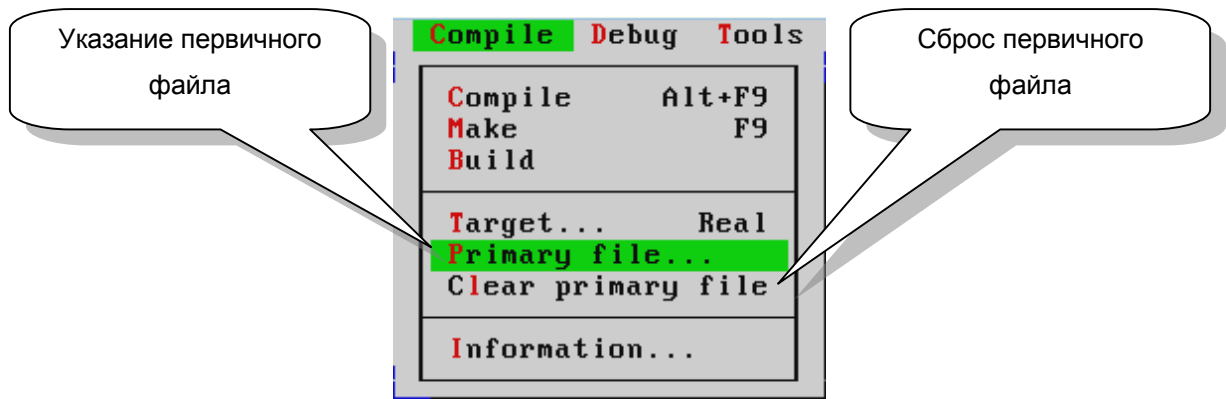 Указание первичного
файла
Compile Debug Tools
Compile Alt+F9
Make F9
Build
Target... Real
Primary file...
Clear primary file
Information...
Сброс первичного
файла